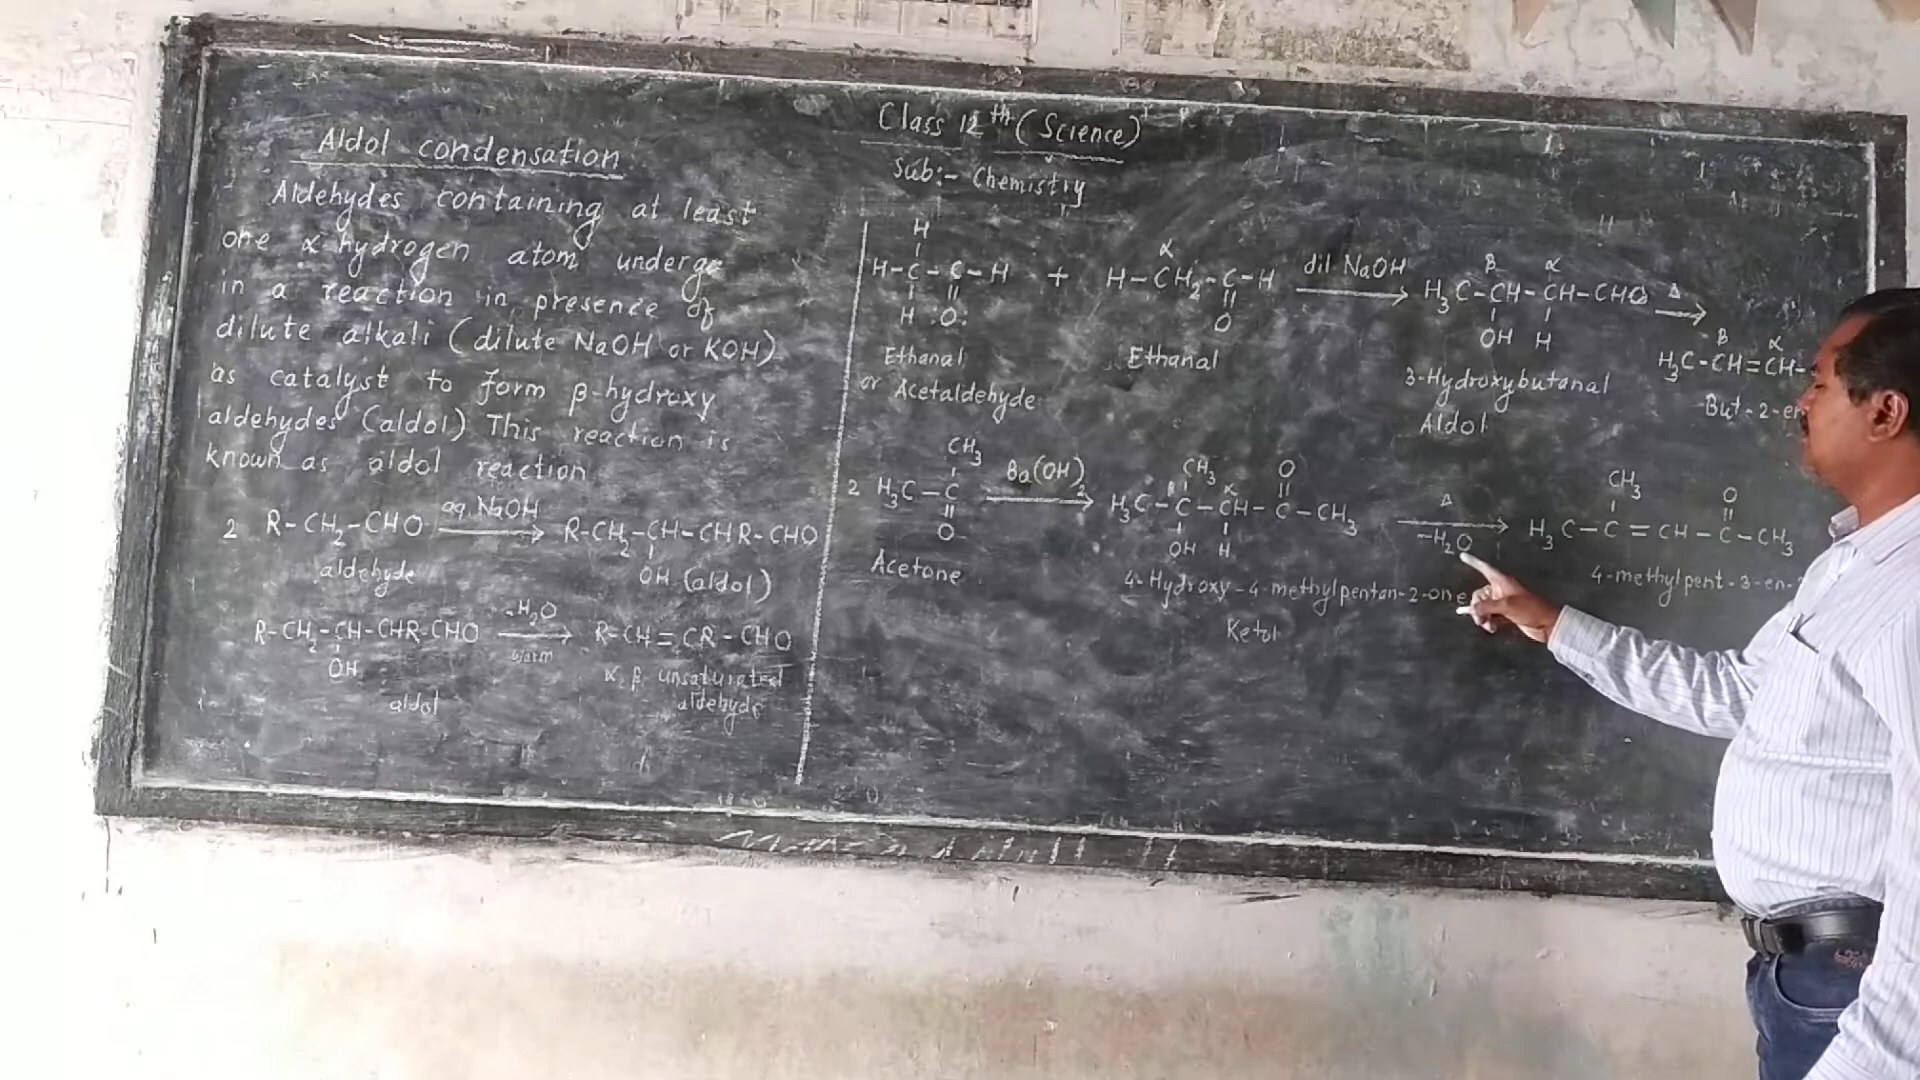 Class 12th (Science)
Sub:- Chemistry
Aldol condensation
Aldehydes containing at least
one α hydrogen atom undergo
in a reaction in presence of
dilute alkali (dilute NaOH or KOH)
as catalyst to form β-hydroxy
aldehydes (aldol) This reaction is
known as aldol reaction
aq. NaOH
2 R-CH2-CHO → R-CH2-CH-CHR-CHO
aldehyde OH (aldol)
-H2O
R-CH2-CH-CHR-CHO → R-CH=CR-CHO
OH warm
α,β unsaturated
aldol aldehyde
H
α dil NaOH β α
H-C-C-H + H-CH2-C-H → H3C-CH-CH-CHO Δ →
H :O: O OH H
β α
H3C-CH=CH-
Ethanal Ethanal 3-Hydroxybutanal But-2-en
or Acetaldehyde Aldol
CH3 Ba(OH)2 CH3 O CH3 O
β α Δ
2 H3C-C → H3C-C-CH-C-CH3 → H3C-C=CH-C-CH3
O OH H -H2O
Acetone 4-Hydroxy-4-methylpentan-2-one 4-methylpent-3-en-
Ketol